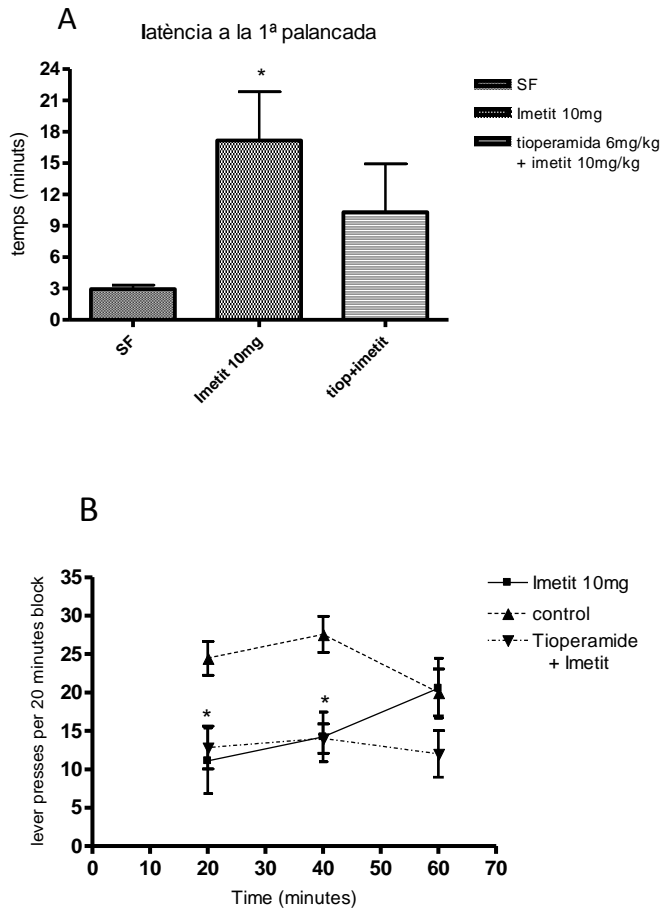 A
latència a la 1ª palancada
24
21
18
15
12
9
6
3
0
temps (minuts)
*
SF
Imetit 10mg
tiop+imetit
SF
Imetit 10mg
tioperamida 6mg/kg
+ imetit 10mg/kg
B
35
30
25
20
15
10
5
0
lever presses per 20 minutes block
*
*
0 10 20 30 40 50 60 70
Time (minutes)
Imetit 10mg
control
Tioperamide
+ Imetit